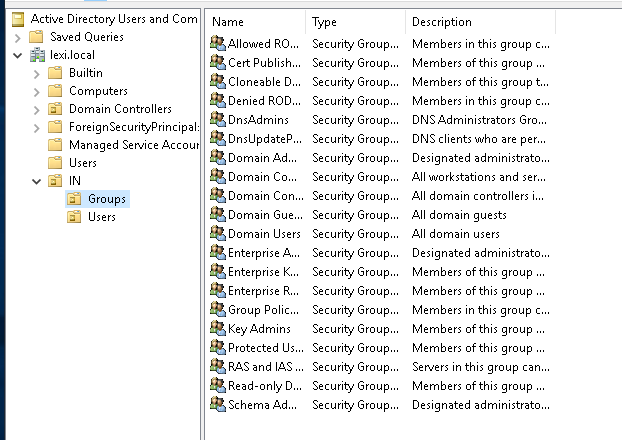 Active Directory Users and Com
Saved Queries
lexi.local
Builtin
Computers
Domain Controllers
ForeignSecurityPrincipal:
Managed Service Accour
Users
IN
Groups
Users
Name Type Description
Allowed RO... Security Group... Members in this group c...
Cert Publish... Security Group... Members of this group ...
Cloneable D... Security Group... Members of this group t...
Denied ROD... Security Group... Members in this group c...
DnsAdmins Security Group... DNS Administrators Gro...
DnsUpdateP... Security Group... DNS clients who are per...
Domain Ad... Security Group... Designated administrato...
Domain Co... Security Group... All workstations and ser...
Domain Con... Security Group... All domain controllers i...
Domain Gue... Security Group... All domain guests
Domain Users Security Group... All domain users
Enterprise A... Security Group... Designated administrato...
Enterprise K... Security Group... Members of this group ...
Enterprise R... Security Group... Members of this group ...
Group Polic... Security Group... Members in this group c...
Key Admins Security Group... Members of this group ...
Protected Us... Security Group... Members of this group ...
RAS and IAS ... Security Group... Servers in this group can...
Read-only D... Security Group... Members of this group ...
Schema Ad... Security Group... Designated administrato...